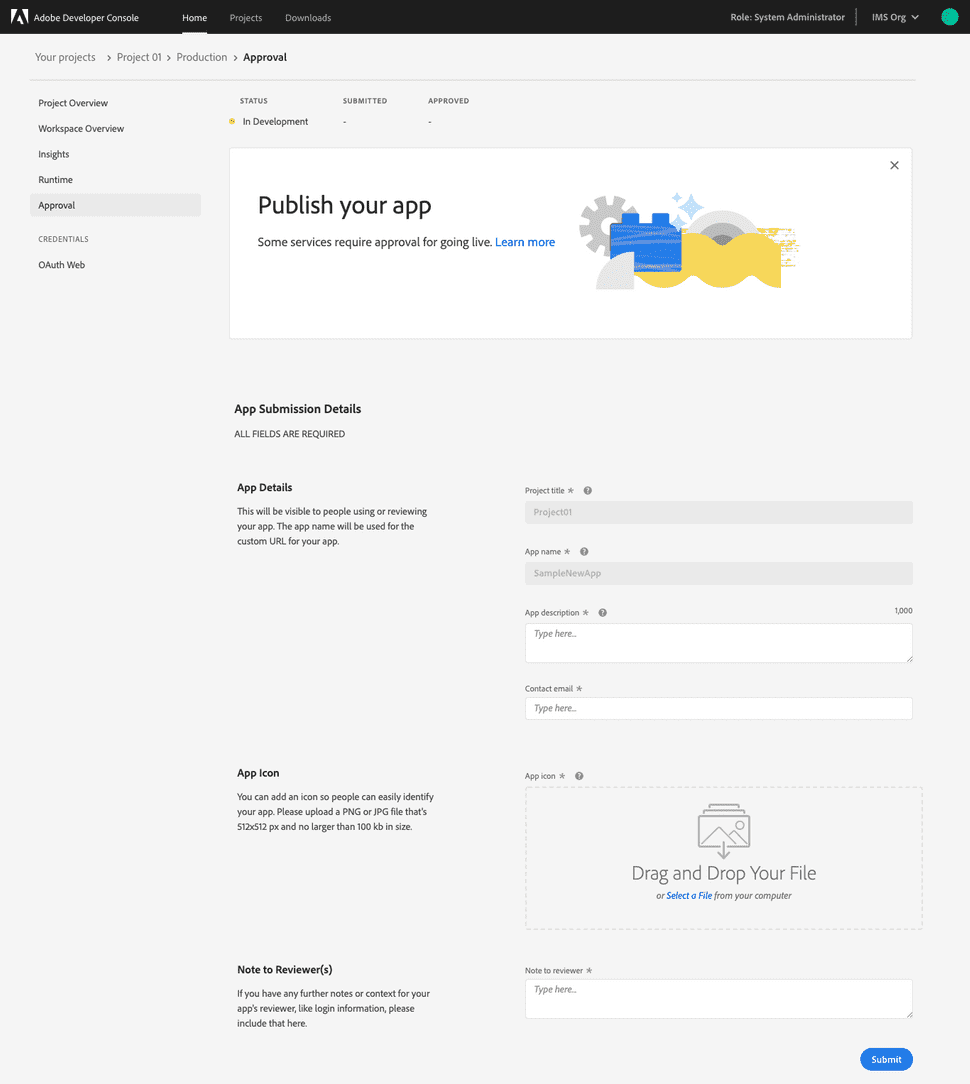 Adobe Developer Console
Home
Projects
Downloads
Role: System Administrator
IMS Org
Your projects > Project 01 > Production > Approval
Project Overview
Workspace Overview
Insights
Runtime
Approval
CREDENTIALS
OAuth Web
STATUS
SUBMITTED
APPROVED
In Development
-
-
Publish your app
Some services require approval for going live. Learn more
App Submission Details
ALL FIELDS ARE REQUIRED
App Details
This will be visible to people using or reviewing
your app. The app name will be used for the
custom URL for your app.
Project title *
Project01
App name *
SampleNewApp
App description *
1,000
Type here...
Contact email *
Type here...
App Icon
You can add an icon so people can easily identify
your app. Please upload a PNG or JPG file that's
512x512 px and no larger than 100 kb in size.
App icon *
Drag and Drop Your File
or Select a File from your computer
Note to Reviewer(s)
If you have any further notes or context for your
app's reviewer, like login information, please
include that here.
Note to reviewer *
Type here...
Submit